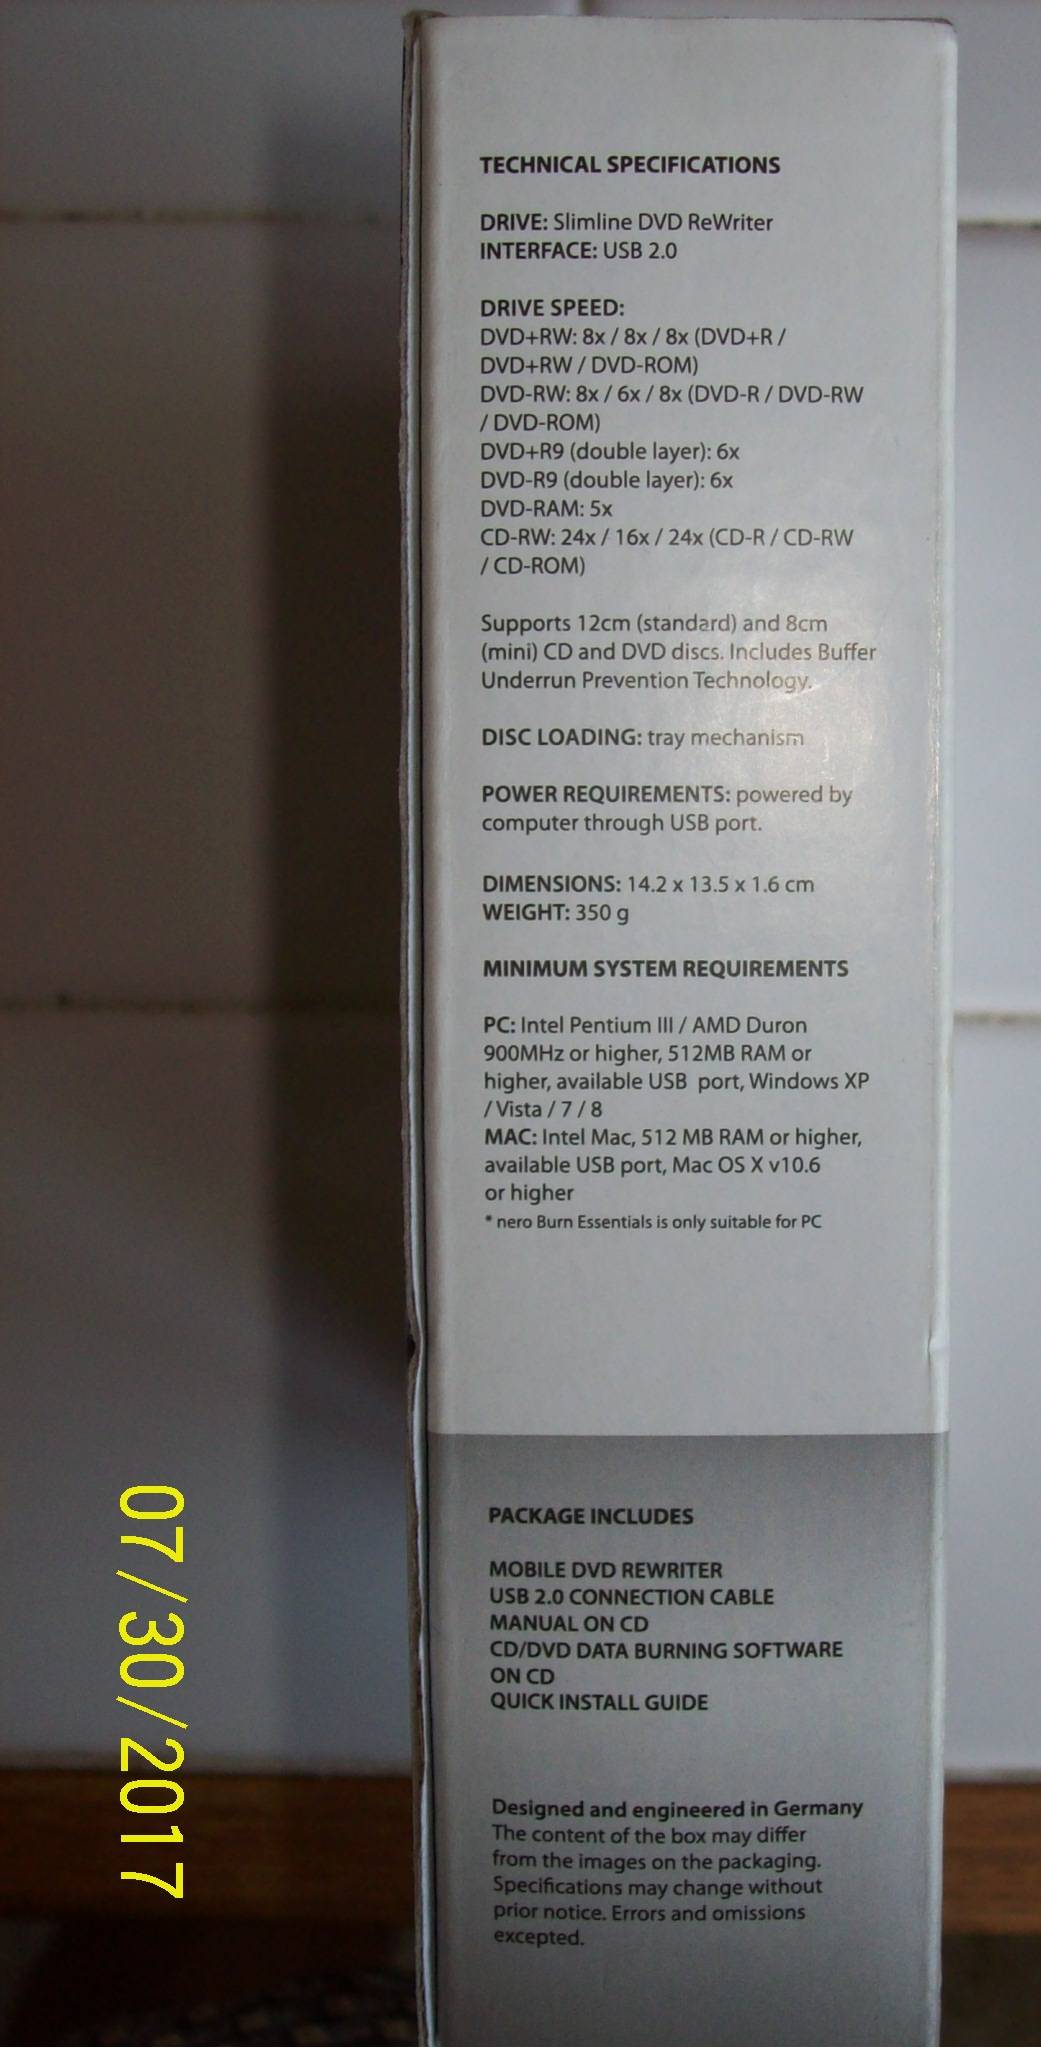 TECHNICAL SPECIFICATIONS
DRIVE: Slimline DVD ReWriter
INTERFACE: USB 2.0
DRIVE SPEED:
DVD+RW: 8x / 8x / 8x (DVD+R /
DVD+RW / DVD-ROM)
DVD-RW: 8x / 6x / 8x (DVD-R / DVD-RW
/ DVD-ROM)
DVD+R9 (double layer): 6x
DVD-R9 (double layer): 6x
DVD-RAM: 5x
CD-RW: 24x / 16x / 24x (CD-R / CD-RW
/ CD-ROM)
Supports 12cm (standard) and 8cm
(mini) CD and DVD discs. Includes Buffer
Underrun Prevention Technology.
DISC LOADING: tray mechanism
POWER REQUIREMENTS: powered by
computer through USB port.
DIMENSIONS: 14.2 x 13.5 x 1.6 cm
WEIGHT: 350 g
MINIMUM SYSTEM REQUIREMENTS
PC: Intel Pentium III / AMD Duron
900MHz or higher, 512MB RAM or
higher, available USB port, Windows XP
/ Vista / 7 / 8
MAC: Intel Mac, 512 MB RAM or higher,
available USB port, Mac OS X v10.6
or higher
* nero Burn Essentials is only suitable for PC
PACKAGE INCLUDES
MOBILE DVD REWRITER
USB 2.0 CONNECTION CABLE
MANUAL ON CD
CD/DVD DATA BURNING SOFTWARE
ON CD
QUICK INSTALL GUIDE
Designed and engineered in Germany
The content of the box may differ
from the images on the packaging.
Specifications may change without
prior notice. Errors and omissions
excepted.
07/30/2017